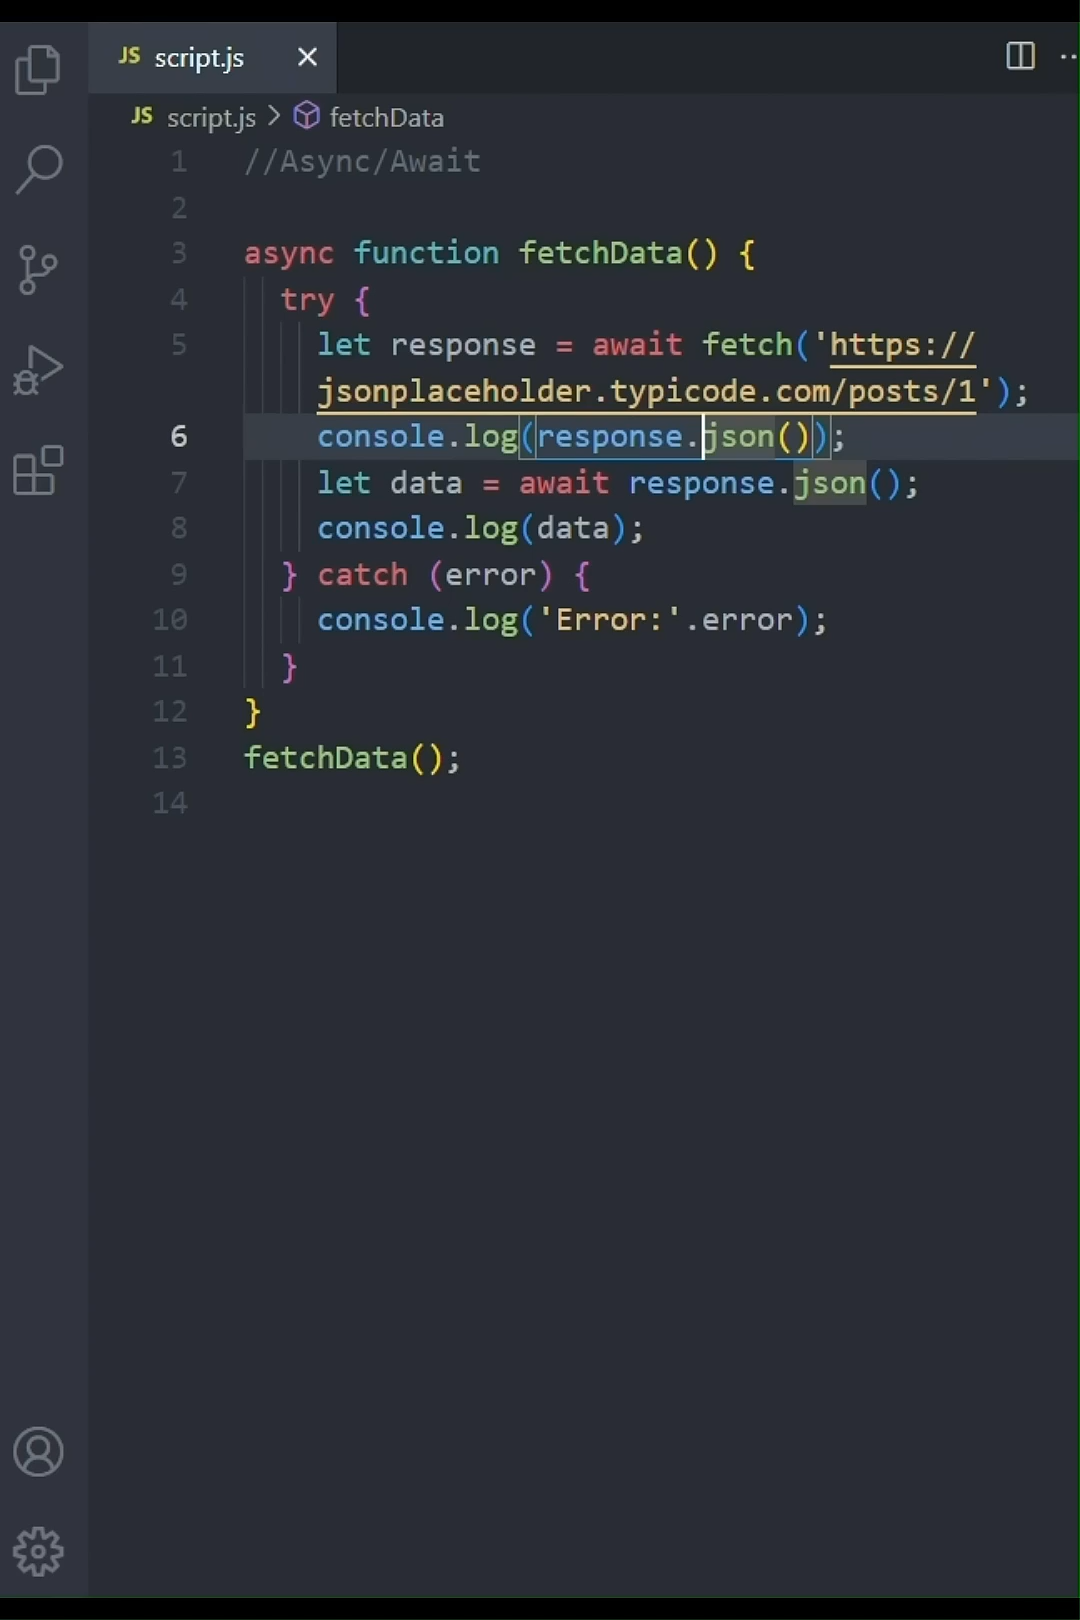 JS script.js ×
JS script.js > fetchData
1 //Async/Await
2
3 async function fetchData() {
4 try {
5 let response = await fetch('https://
jsonplaceholder.typicode.com/posts/1');
6 console.log(response.json());
7 let data = await response.json();
8 console.log(data);
9 } catch (error) {
10 console.log('Error:'.error);
11 }
12 }
13 fetchData();
14